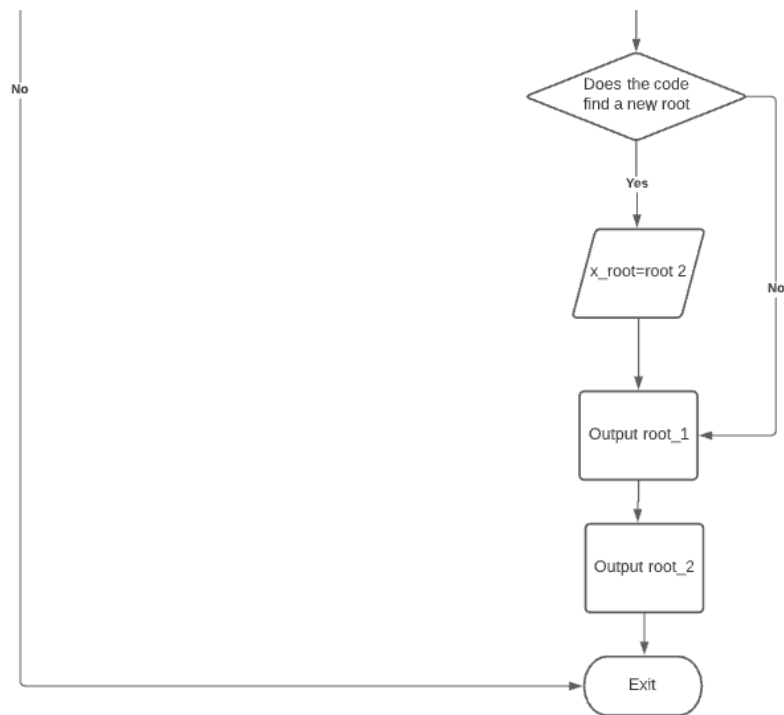 No
Does the code
find a new root
Yes
x_root=root 2
No
Output root_1
Output root_2
Exit